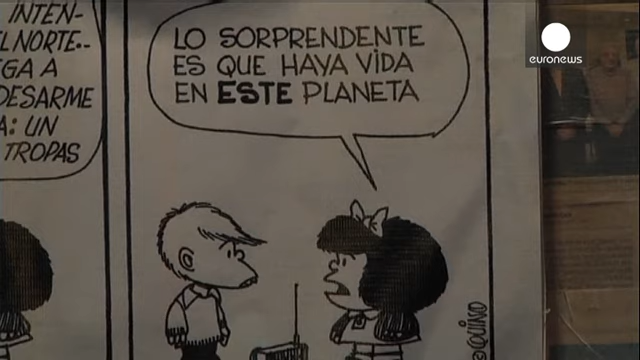 INTEN-
EL NORTE..
EGA A
DESARME
A: UN
TROPAS
LO SORPRENDENTE
ES QUE HAYA VIDA
EN ESTE PLANETA
QUINO
euronews